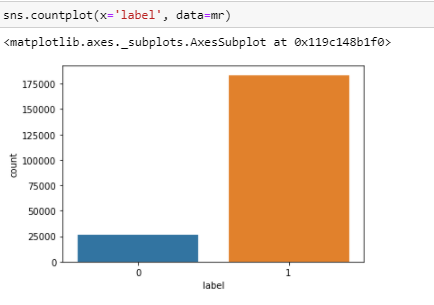 sns.countplot(x='label', data=mr)
<matplotlib.axes._subplots.AxesSubplot at 0x119c148b1f0>
175000
150000
125000
100000
75000
50000
25000
0
count
0 1
label